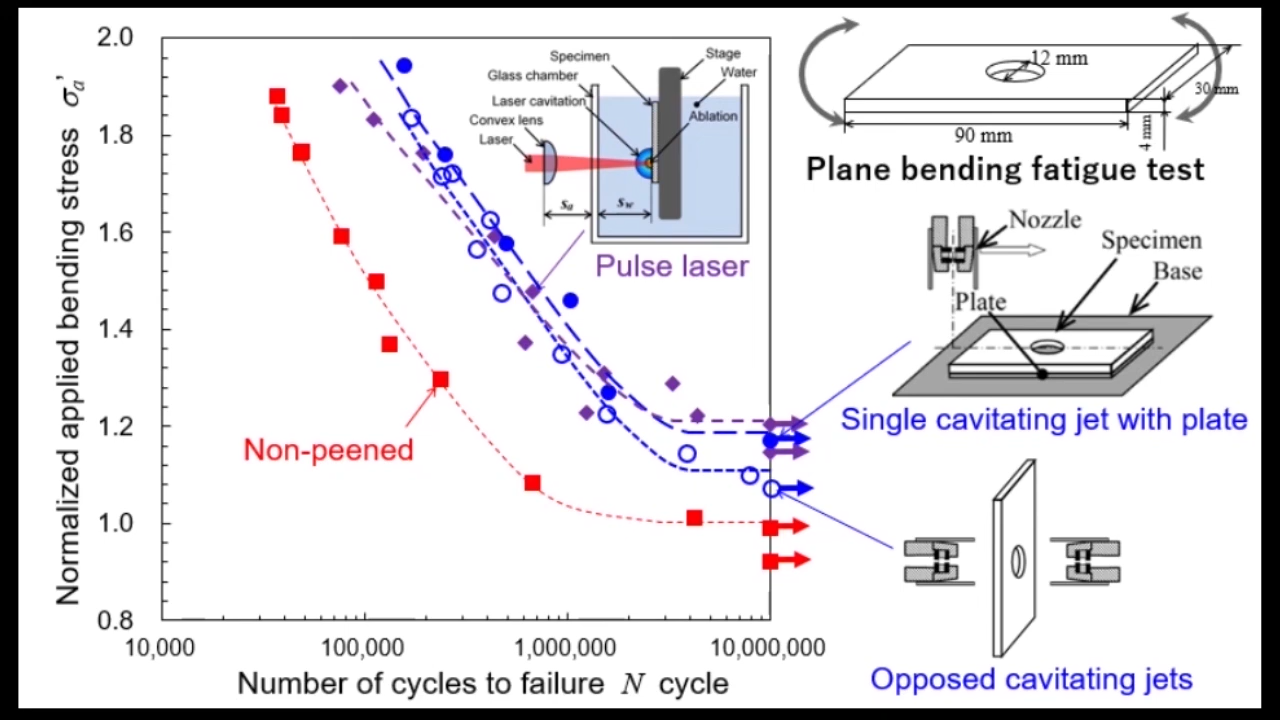 2.0
1.8
1.6
1.4
1.2
1.0
0.8
Normalized applied bending stress σa'
10,000
100,000
1,000,000
10,000,000
Number of cycles to failure N cycle
Non-peened
Specimen
Stage
Glass chamber
Water
Laser cavitation
Ablation
Convex lens
Laser
sa
sw
Pulse laser
12 mm
30 mm
90 mm
4 mm
Plane bending fatigue test
Nozzle
Specimen
Base
Plate
Single cavitating jet with plate
Opposed cavitating jets